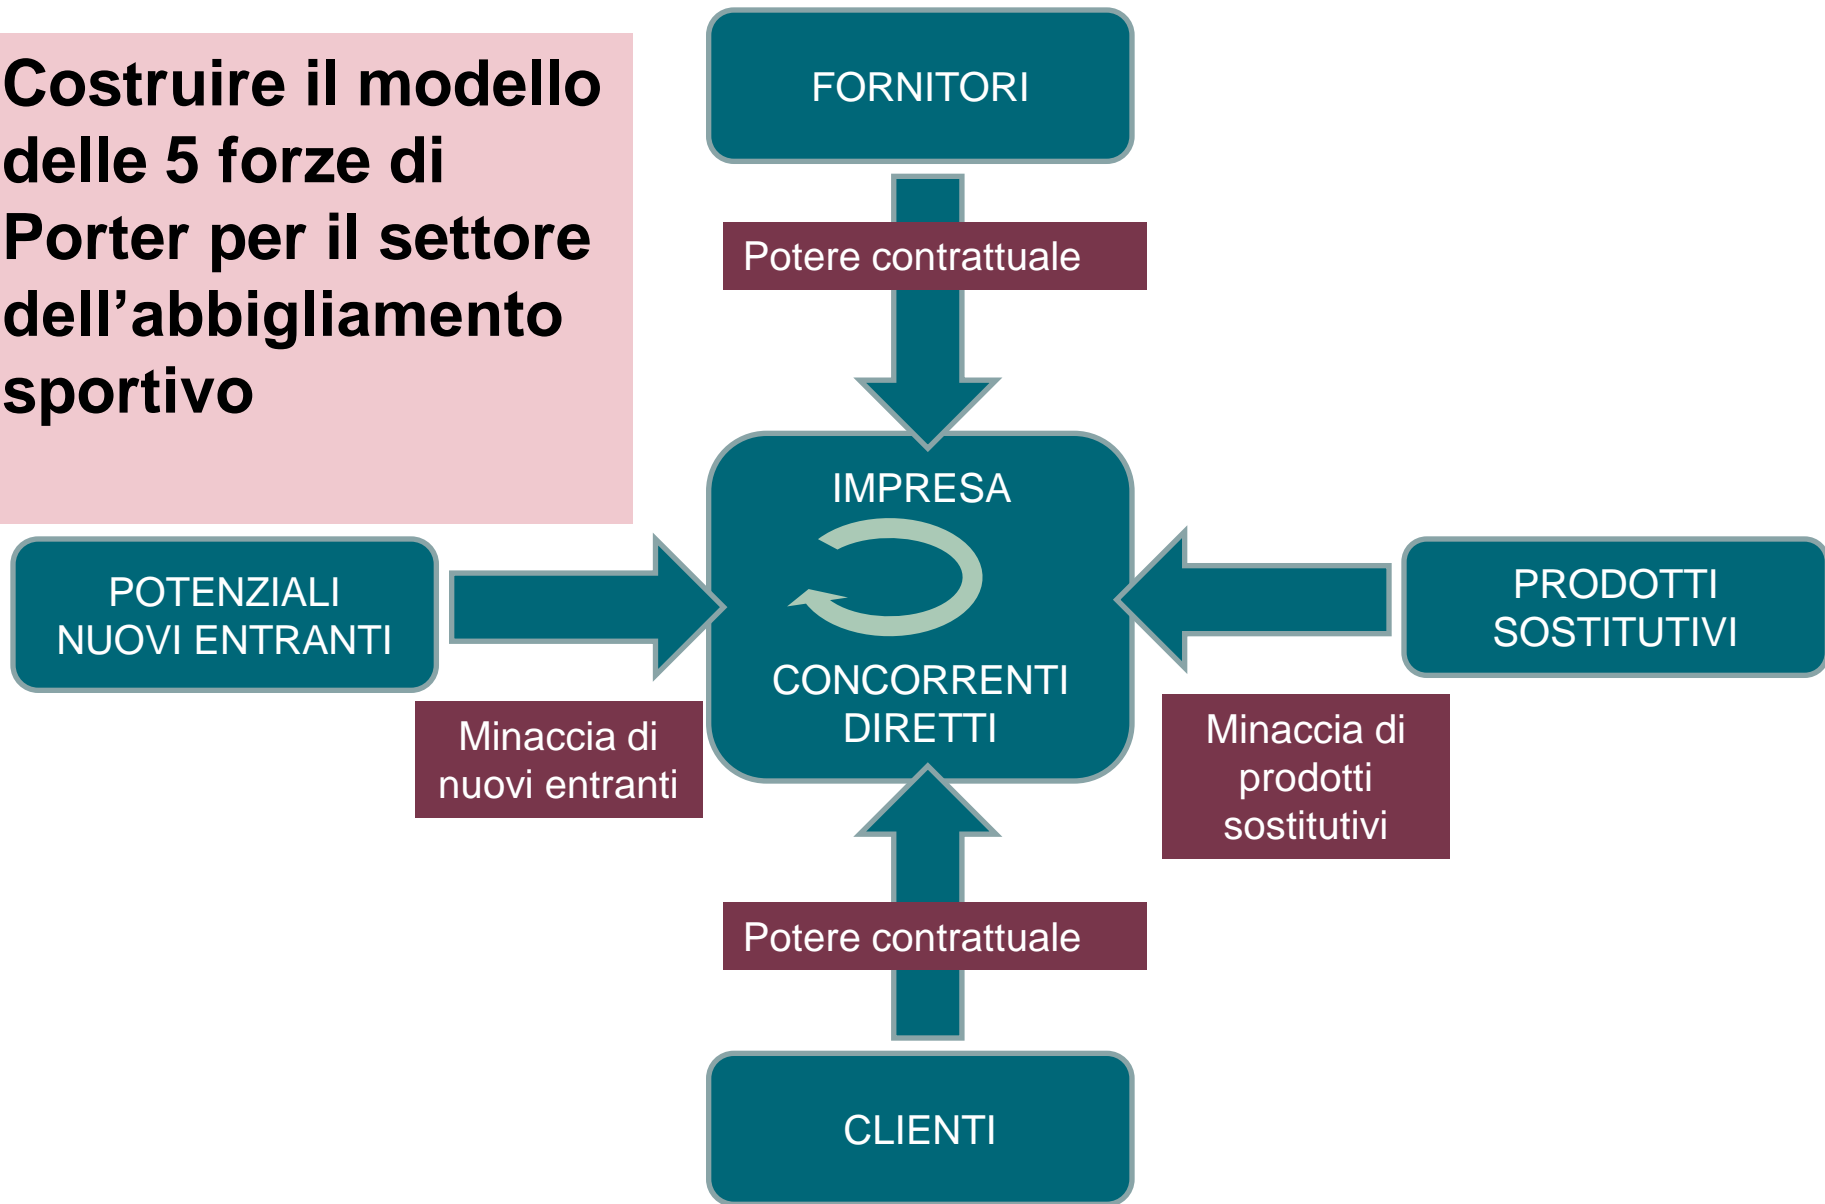 Costruire il modello
delle 5 forze di
Porter per il settore
dell’abbigliamento
sportivo
FORNITORI
Potere contrattuale
IMPRESA
CONCORRENTI
DIRETTI
POTENZIALI
NUOVI ENTRANTI
Minaccia di
nuovi entranti
PRODOTTI
SOSTITUTIVI
Minaccia di
prodotti
sostitutivi
Potere contrattuale
CLIENTI